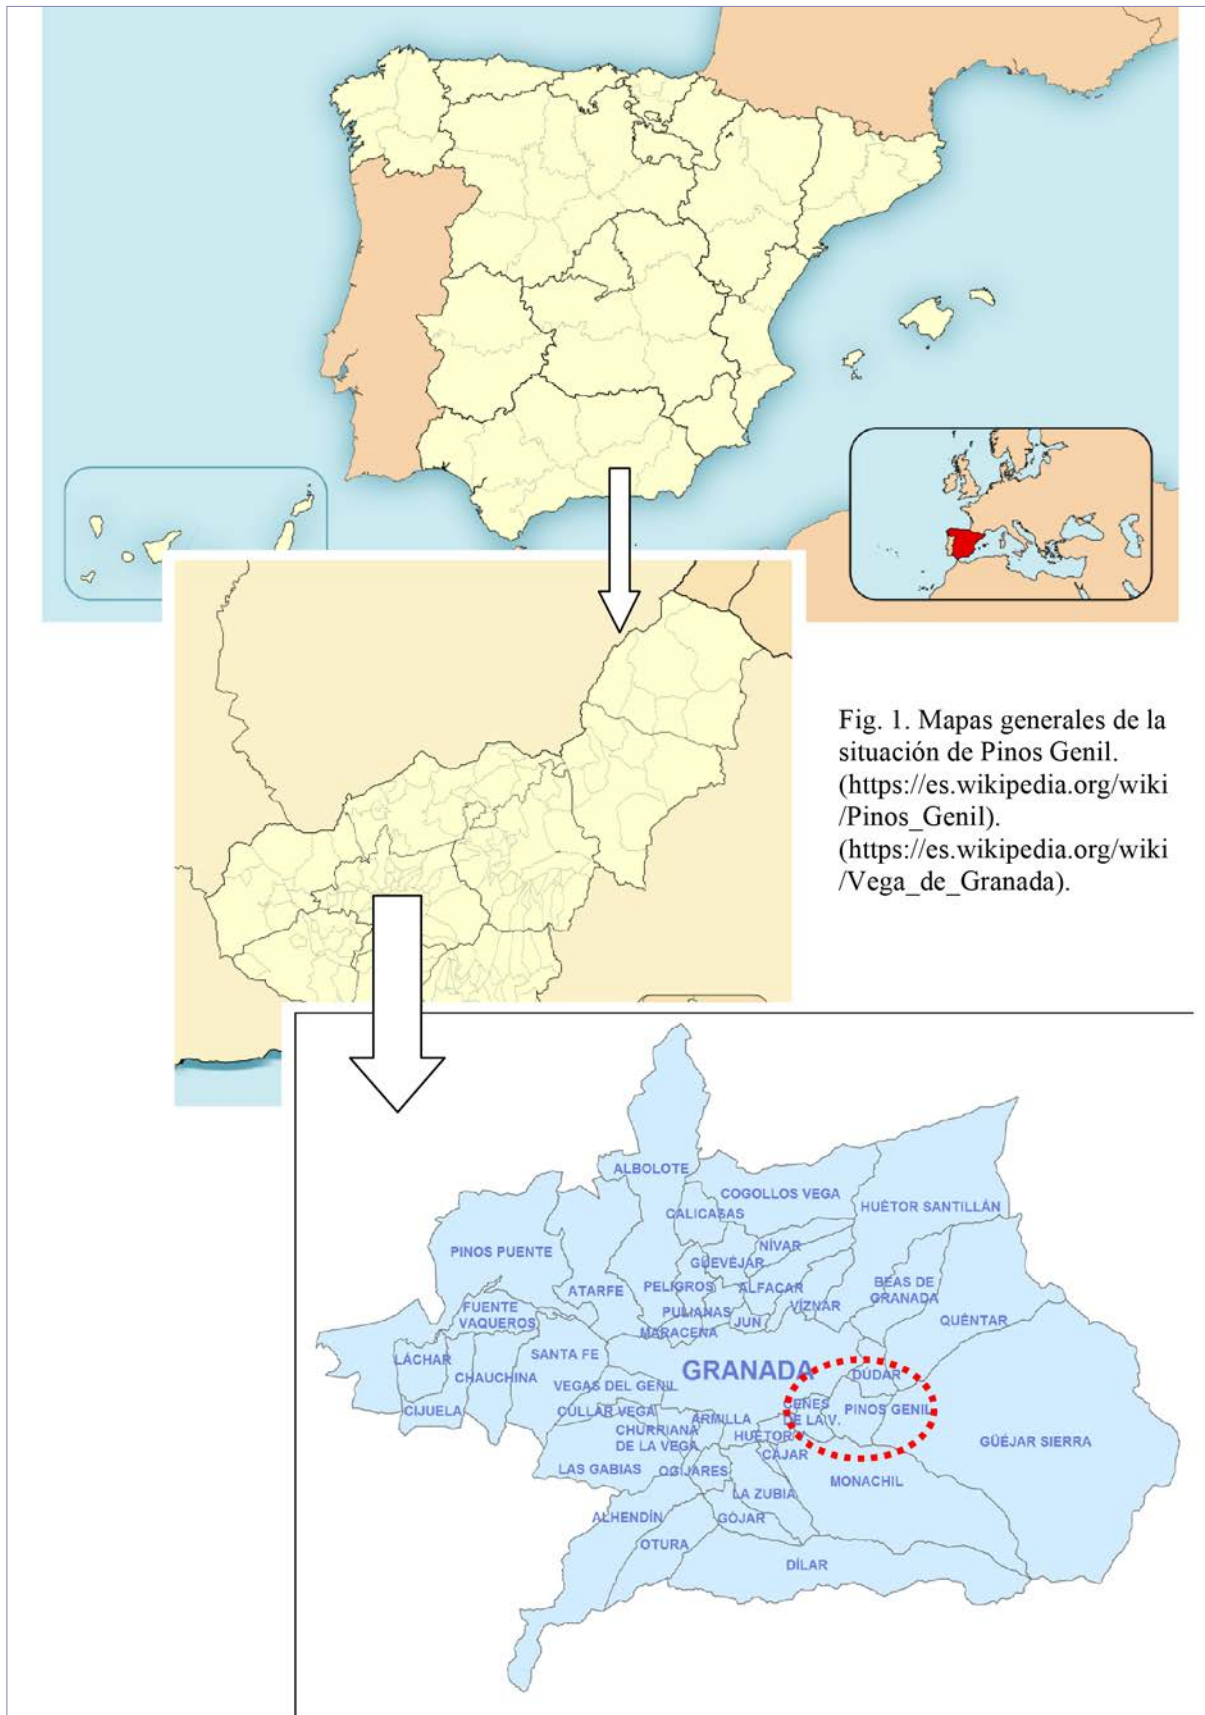 Fig. 1. Mapas generales de la
situación de Pinos Genil.
(https://es.wikipedia.org/wiki
/Pinos_Genil).
(https://es.wikipedia.org/wiki
/Vega_de_Granada).
ALBOLOTE
COGOLLOS VEGA
CALICASAS
HUÉTOR SANTILLÁN
NÍVAR
PINOS PUENTE
GÜEVÉJAR
PELIGROS
ALFACAR
BEAS DE
GRANADA
ATARFE
FUENTE
VAQUEROS
PULIANAS
VÍZNAR
JUN
QUÉNTAR
MARACENA
SANTA FE
LÁCHAR
GRANADA
DÚDAR
CHAUCHINA
VEGAS DEL GENIL
CIJUELA
CÚLLAR VEGA
CENES
DE LA V.
PINOS GENIL
ARMILLA
CHURRIANA
DE LA VEGA
HUÉTOR V.
GÜÉJAR SIERRA
CÁJAR
LAS GABIAS
OGÍJARES
MONACHIL
LA ZUBIA
ALHENDÍN
GÓJAR
OTURA
DÍLAR